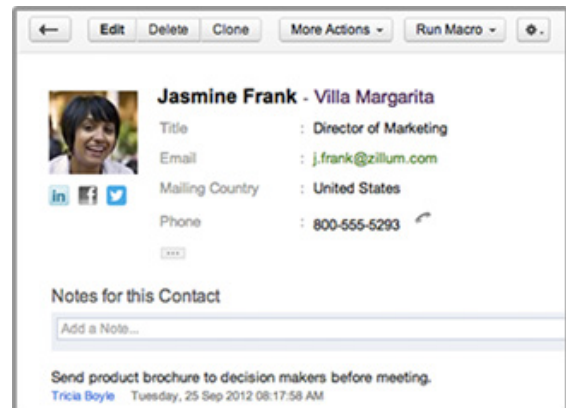 Edit Delete Clone More Actions Run Macro
Jasmine Frank - Villa Margarita
Title : Director of Marketing
Email : j.frank@zillum.com
Mailing Country : United States
Phone : 800-555-5293
...
in f
Notes for this Contact
Add a Note...
Send product brochure to decision makers before meeting.
Tricia Boyle Tuesday, 25 Sep 2012 08:17:58 AM